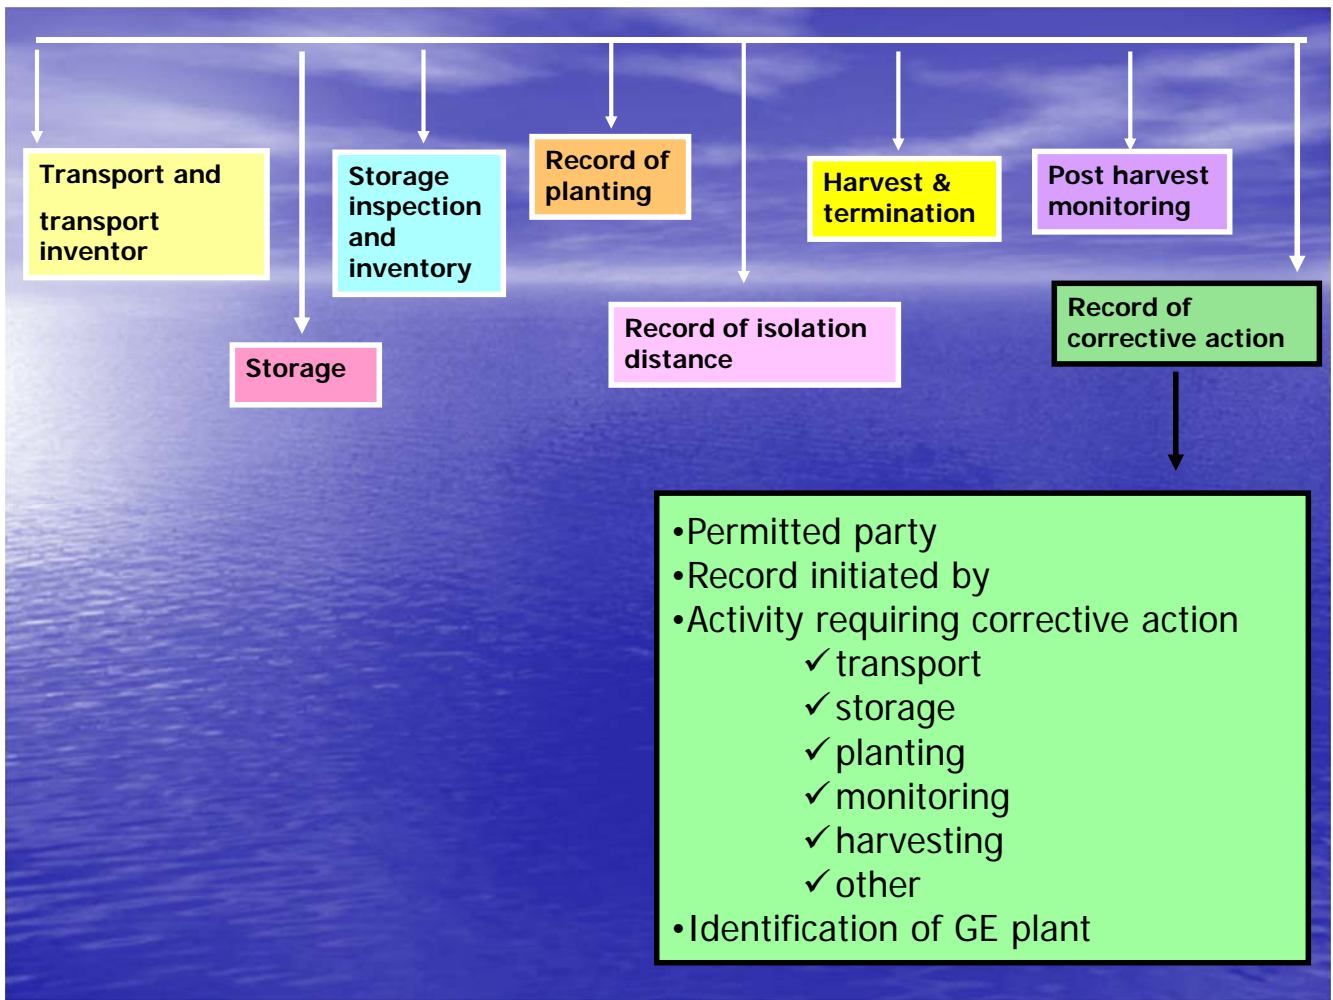 Transport and
transport
inventor
Storage
Storage
inspection
and
inventory
Record of
planting
Record of isolation
distance
Harvest &
termination
Post harvest
monitoring
Record of
corrective action
•Permitted party
•Record initiated by
•Activity requiring corrective action
✓transport
✓storage
✓planting
✓monitoring
✓harvesting
✓other
•Identification of GE plant